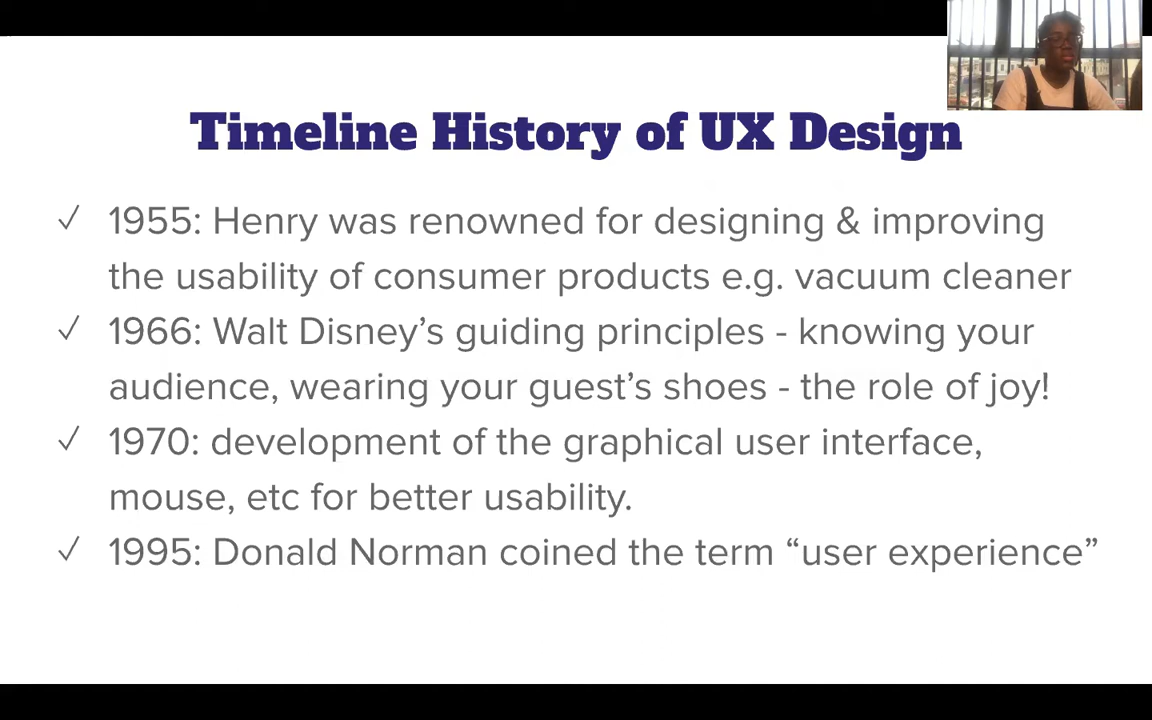 Timeline History of UX Design
✓ 1955: Henry was renowned for designing & improving
the usability of consumer products e.g. vacuum cleaner
✓ 1966: Walt Disney’s guiding principles - knowing your
audience, wearing your guest’s shoes - the role of joy!
✓ 1970: development of the graphical user interface,
mouse, etc for better usability.
✓ 1995: Donald Norman coined the term “user experience”